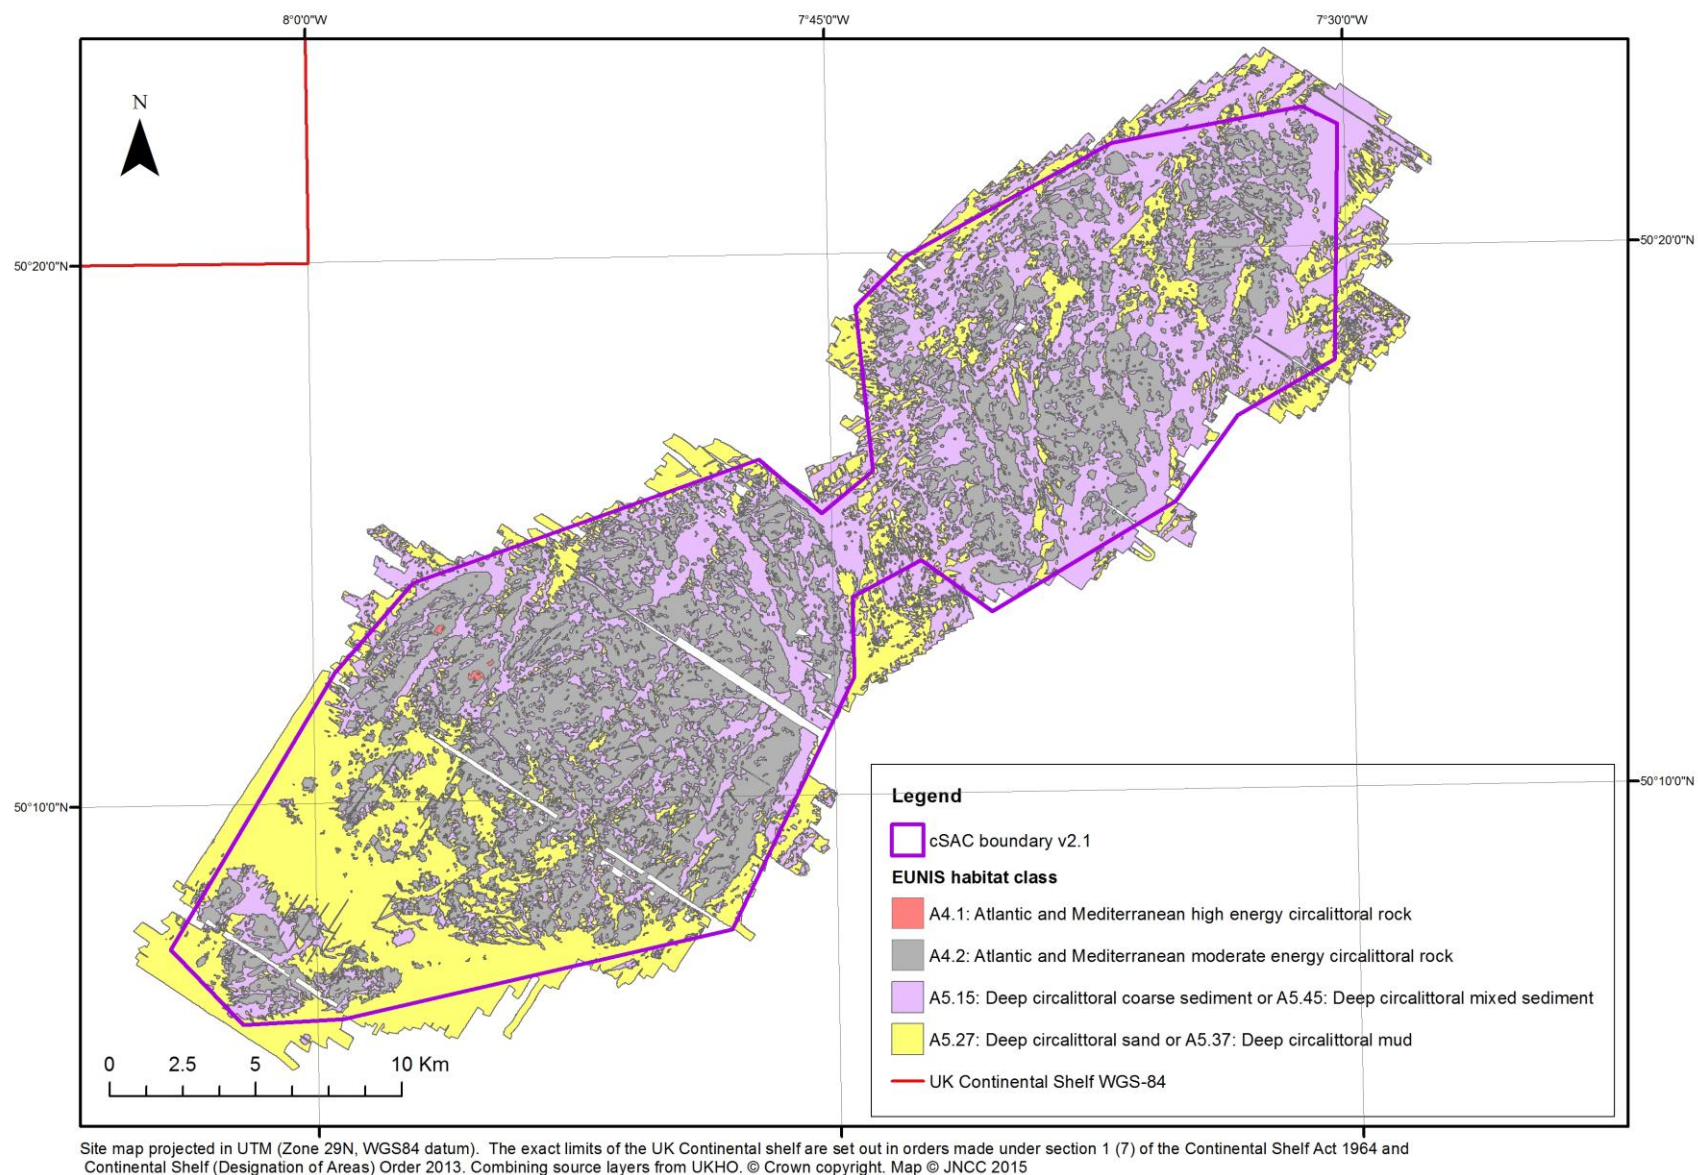 8°0'0"W 7°45'0"W 7°30'0"W
N
50°20'0"N 50°20'0"N
50°10'0"N 50°10'0"N
Legend
cSAC boundary v2.1
EUNIS habitat class
A4.1: Atlantic and Mediterranean high energy circalittoral rock
A4.2: Atlantic and Mediterranean moderate energy circalittoral rock
A5.15: Deep circalittoral coarse sediment or A5.45: Deep circalittoral mixed sediment
A5.27: Deep circalittoral sand or A5.37: Deep circalittoral mud
UK Continental Shelf WGS-84
0 2.5 5 10 Km
Site map projected in UTM (Zone 29N, WGS84 datum). The exact limits of the UK Continental shelf are set out in orders made under section 1 (7) of the Continental Shelf Act 1964 and
Continental Shelf (Designation of Areas) Order 2013. Combining source layers from UKHO. © Crown copyright. Map © JNCC 2015